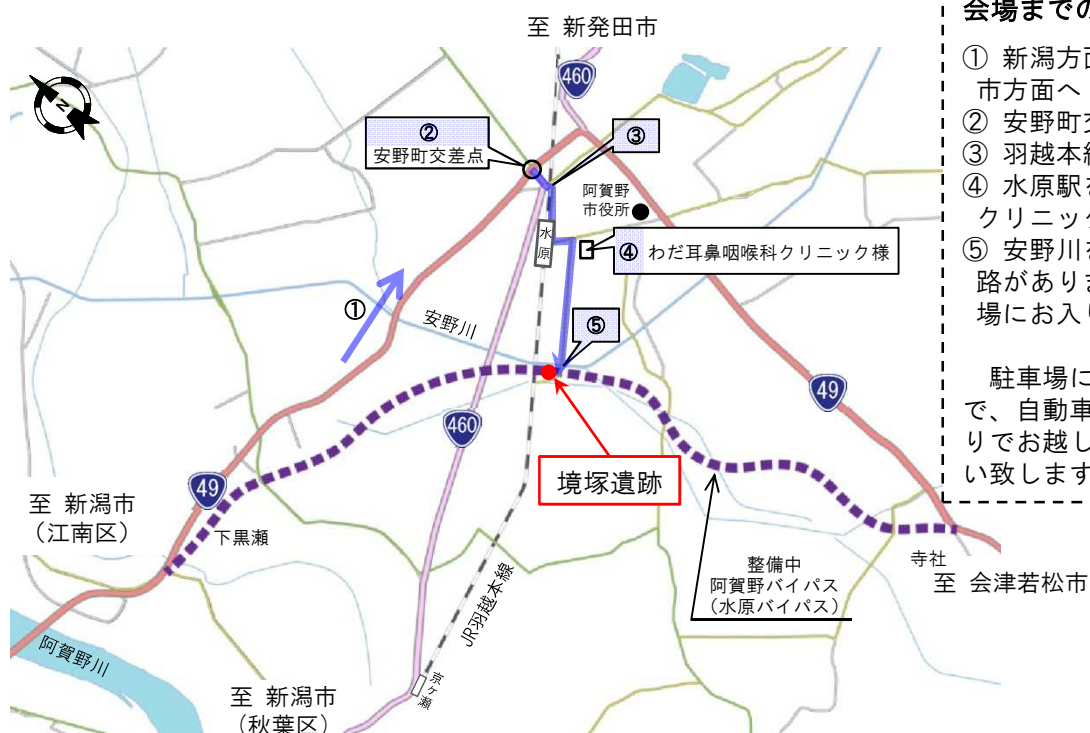 至 新発田市
N
460
②
安野町交差点
③
阿賀野
市役所
水原
④ わだ耳鼻咽喉科クリニック様
①
安野川
⑤
49
460
境塚遺跡
49
至 新潟市
(江南区)
下黒瀬
整備中
阿賀野バイパス
(水原バイパス)
寺社
至 会津若松市
JR羽越本線
阿賀野川
京ヶ瀬
至 新潟市
(秋葉区)
会場までの
① 新潟方面
市方面へ
② 安野町交
③ 羽越本線
④ 水原駅を
クリニック
⑤ 安野川を
路がありま
場にお入り
駐車場に
で、自動車
りでお越し
い致します